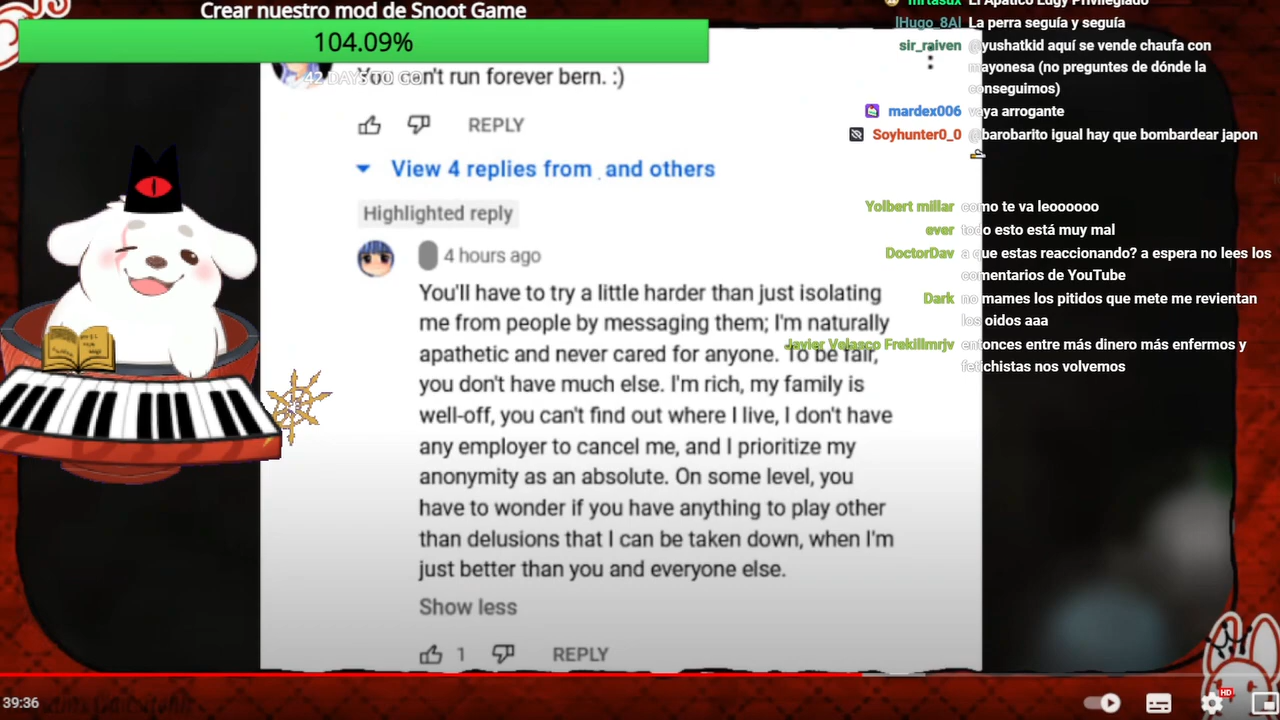 Crear nuestro mod de Snoot Game
104.09%
42 DAYS TO GO
You can't run forever bern. :)
REPLY
View 4 replies from and others
Highlighted reply
4 hours ago
You'll have to try a little harder than just isolating
me from people by messaging them; I'm naturally
apathetic and never cared for anyone. To be fair,
you don't have much else. I'm rich, my family is
well-off, you can't find out where I live, I don't have
any employer to cancel me, and I prioritize my
anonymity as an absolute. On some level, you
have to wonder if you have anything to play other
than delusions that I can be taken down, when I'm
just better than you and everyone else.
Show less
1
REPLY
mrfasux El Apático Edgy Privilegiado
lHugo_8Al La perra seguía y seguía
sir_raiven @yushatkid aquí se vende chaufa con
mayonesa (no preguntes de dónde la
conseguimos)
mardex006 vaya arrogante
Soyhunter0_0 @barobarito igual hay que bombardear japon
Yolbert millar como te va leoooooo
ever todo esto está muy mal
DoctorDav a que estas reaccionando? a espera no lees los
comentarios de YouTube
Dark no mames los pitidos que mete me revientan
los oidos aaa
Javier Velasco Frekillmrjv entonces entre más dinero más enfermos y
fetichistas nos volvemos
39:36
HD